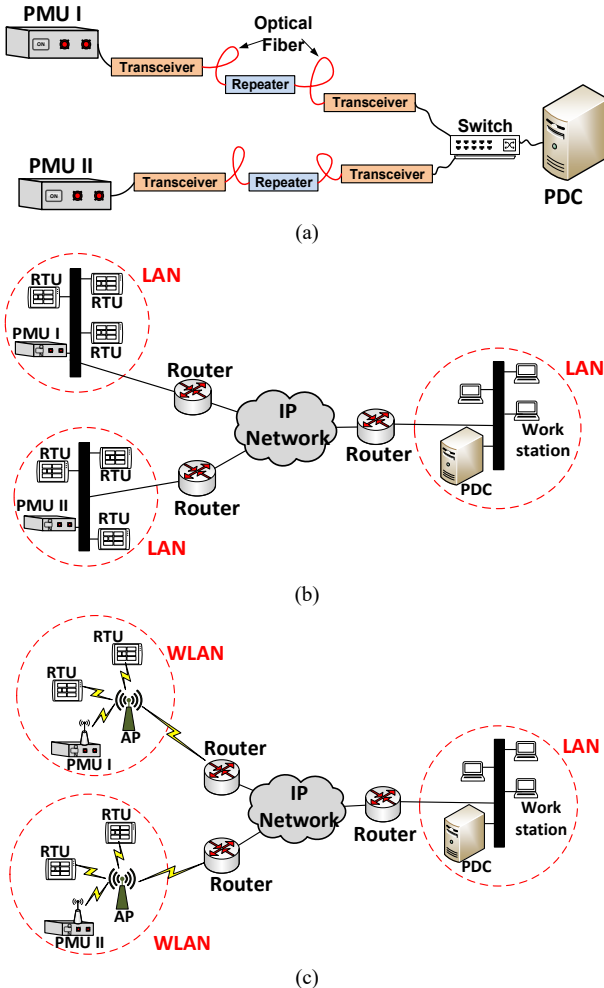 PMU I
Optical
Fiber
Transceiver
Repeater
Transceiver
Switch
ON
PMU II
Transceiver
Repeater
Transceiver
PDC
ON
(a)
LAN
RTU
RTU
RTU
PMU I
Router
IP
Network
Router
LAN
Work
station
PDC
RTU
RTU
PMU II
RTU
Router
LAN
(b)
RTU
WLAN
RTU
AP
PMU I
Router
IP
Network
Router
LAN
Work
station
PDC
RTU
RTU
AP
PMU II
Router
WLAN
(c)